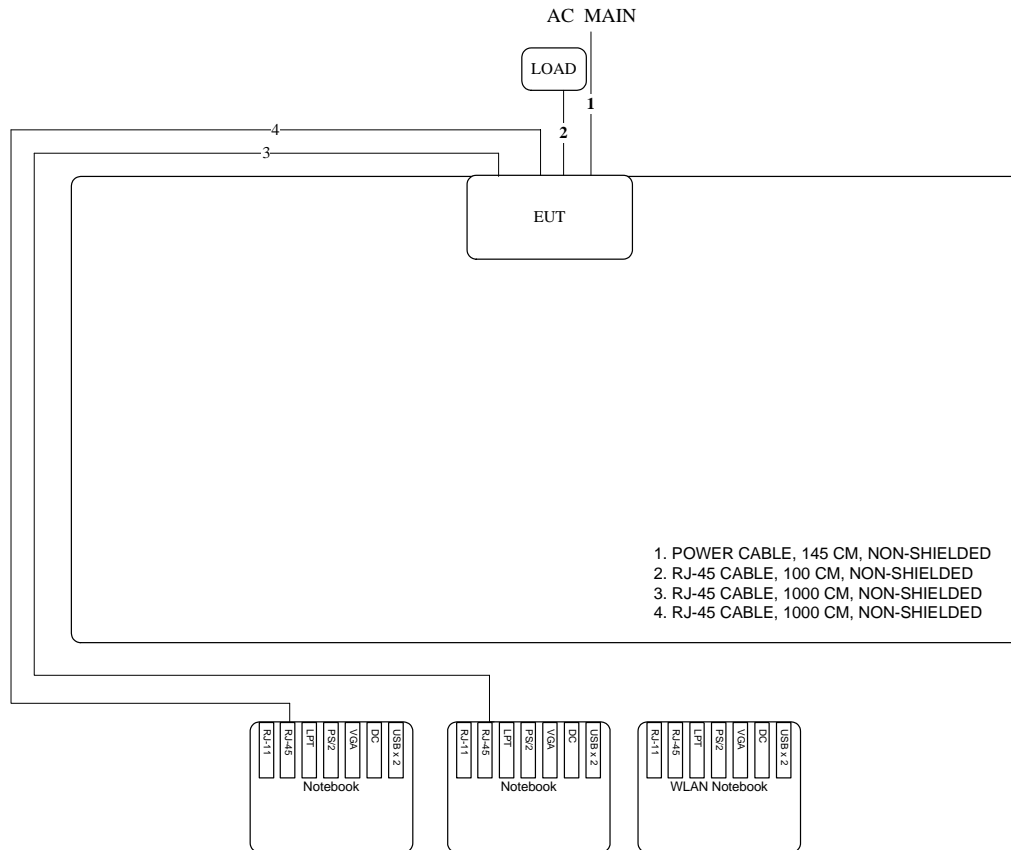 AC MAIN
LOAD
1
2
4
3
EUT
1. POWER CABLE, 145 CM, NON-SHIELDED
2. RJ-45 CABLE, 100 CM, NON-SHIELDED
3. RJ-45 CABLE, 1000 CM, NON-SHIELDED
4. RJ-45 CABLE, 1000 CM, NON-SHIELDED
RJ-11
RJ-45
LPT
PS/2
VGA
DC
USB x 2
Notebook
RJ-11
RJ-45
LPT
PS/2
VGA
DC
USB x 2
Notebook
RJ-11
RJ-45
LPT
PS/2
VGA
DC
USB x 2
WLAN Notebook